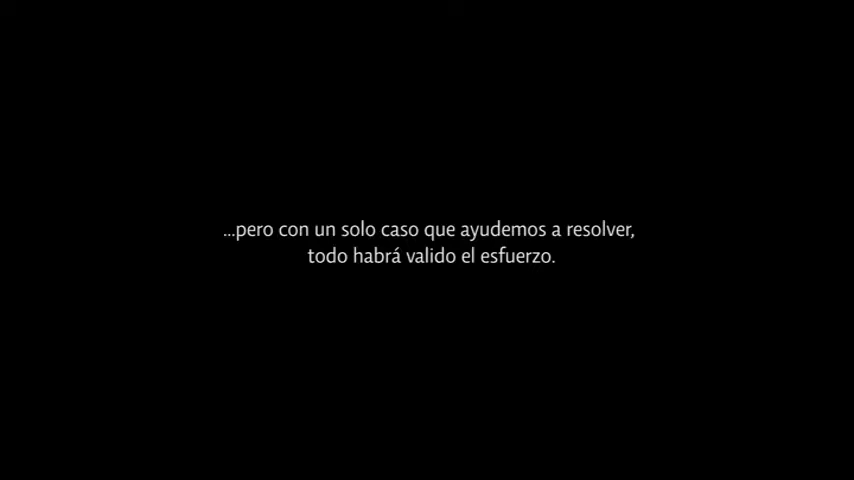 ...pero con un solo caso que ayudemos a resolver,
todo habrá valido el esfuerzo.